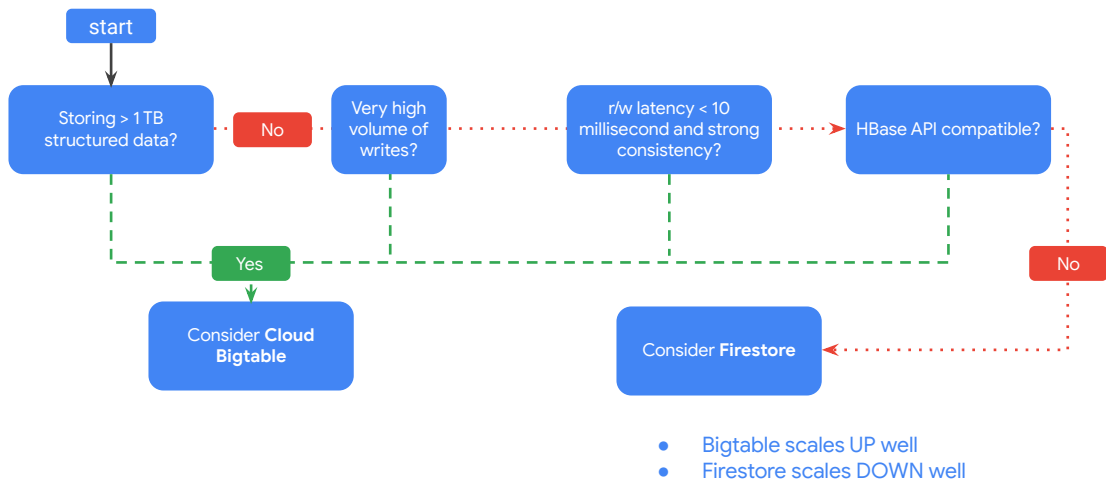 start
Storing > 1 TB
structured data?
No
Very high
volume of
writes?
r/w latency < 10
millisecond and strong
consistency?
HBase API compatible?
Yes
No
Consider Cloud
Bigtable
Consider Firestore
● Bigtable scales UP well
● Firestore scales DOWN well